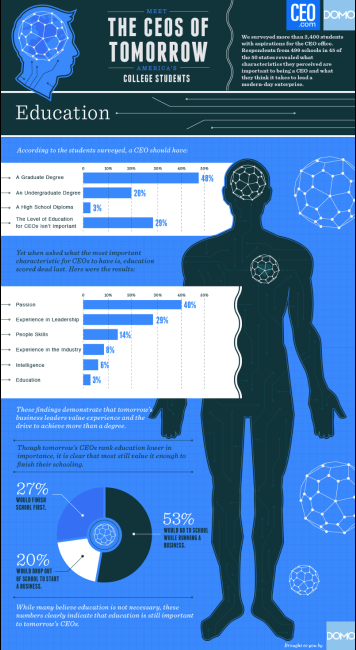 MEET
THE CEOS OF
TOMORROW
AMERICA'S
COLLEGE STUDENTS
CEO
.com
DOMO
We surveyed more than 2,400 students
with aspirations for the CEO office.
Respondents from 490 schools in 45 of
the 50 states revealed what
characteristics they perceived are
important to being a CEO and what
they think it takes to lead a
modern-day enterprise.
Education
According to the students surveyed, a CEO should have:
0 10% 20% 30% 40% 50%
A Graduate Degree 48%
An Undergraduate Degree 20%
A High School Diploma 3%
The Level of Education
for CEOs isn't important 29%
Yet when asked what the most important
characteristic for CEOs to have is, education
scored dead last. Here were the results:
0 10% 20% 30% 40% 50%
Passion 40%
Experience in Leadership 29%
People Skills 14%
Experience in the Industry 8%
Intelligence 6%
Education 3%
These findings demonstrate that tomorrow's
business leaders value experience and the
drive to achieve more than a degree.
Though tomorrow's CEOs rank education lower in
importance, it is clear that most still value it enough to
finish their schooling.
27%
WOULD FINISH
SCHOOL FIRST.
53%
WOULD GO TO SCHOOL
WHILE RUNNING A
BUSINESS.
20%
WOULD DROP OUT
OF SCHOOL TO START
A BUSINESS.
While many believe education is not necessary, these
numbers clearly indicate that education is still important
to tomorrow's CEOs.
Brought to you by
DOMO